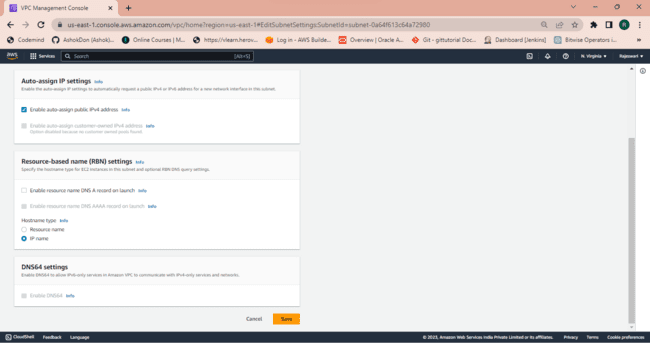 VPC Management Console
us-east-1.console.aws.amazon.com/vpc/home?region=us-east-1#EditSubnetSettings:SubnetId=subnet-0a64f613c64a72980
Codemind
AshokDon (Ashok)...
Online Courses | M...
https://vlearn.herov...
Log in - AWS Builde...
Overview | Oracle A...
Git - gittutorial Doc...
Dashboard [Jenkins]
Bitwise Operators i...
aws
Services
Search
[Alt+S]
N. Virginia
Rajeswari
Auto-assign IP settings Info
Enable the auto-assign IP settings to automatically request a public IPv4 or IPv6 address for a new network interface in this subnet.
Enable auto-assign public IPv4 address Info
Enable auto-assign customer-owned IPv4 address Info
Option disabled because no customer owned pools found.
Resource-based name (RBN) settings Info
Specify the hostname type for EC2 instances in this subnet and optional RBN DNS query settings.
Enable resource name DNS A record on launch Info
Enable resource name DNS AAAA record on launch Info
Hostname type Info
Resource name
IP name
DNS64 settings
Enable DNS64 to allow IPv6-only services in Amazon VPC to communicate with IPv4-only services and networks.
Enable DNS64 Info
Cancel
Save
CloudShell
Feedback
Language
© 2023, Amazon Web Services India Private Limited or its affiliates.
Privacy
Terms
Cookie preferences